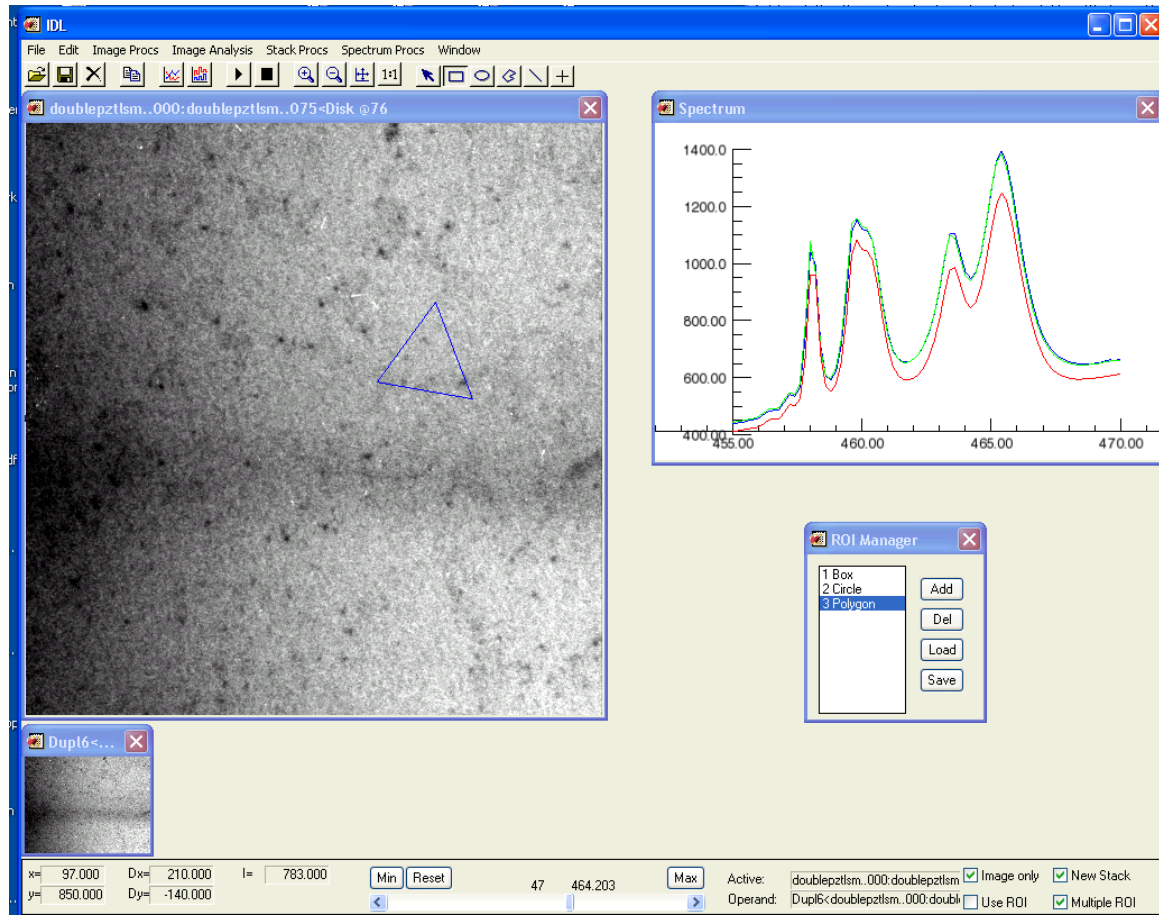 IDL
File Edit Image Procs Image Analysis Stack Procs Spectrum Procs Window
1:1
doublepztlsm..000:doublepztlsm..075<Disk @76
Spectrum
1400.0
1200.0
1000.0
800.00
600.00
400.00
455.00 460.00 465.00 470.00
ROI Manager
1 Box
2 Circle
3 Polygon
Add
Del
Load
Save
Dupl6<...
x= 97.000 Dx= 210.000 I= 783.000
y= 850.000 Dy= -140.000
Min Reset 47 464.203 Max
Active: doublepztlsm..000:doublepztlsm Image only New Stack
Operand: Dupl6<doublepztlsm..000:doubl Use ROI Multiple ROI